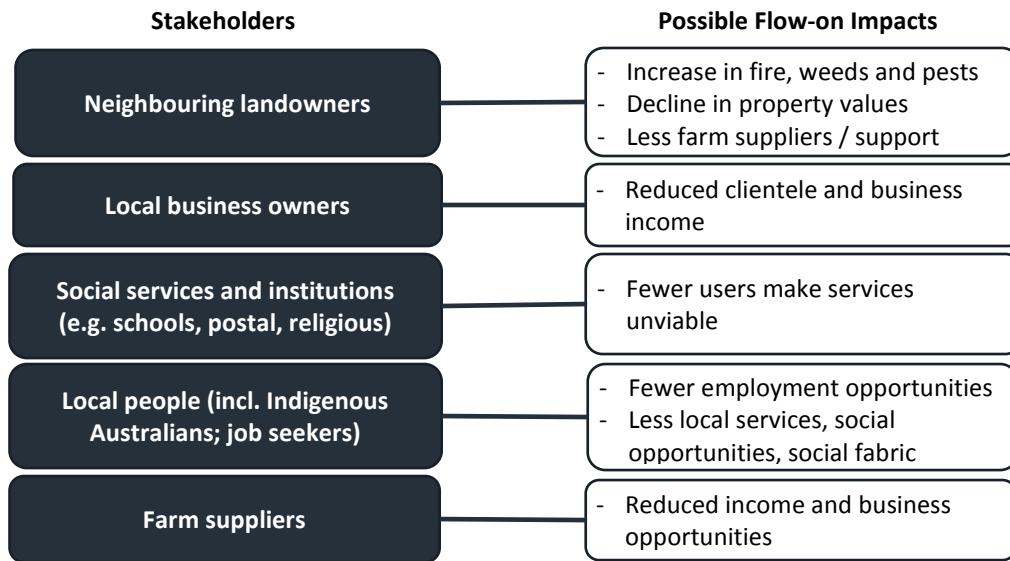 Stakeholders
Possible Flow-on Impacts
Neighbouring landowners
- Increase in fire, weeds and pests
- Decline in property values
- Less farm suppliers / support
Local business owners
- Reduced clientele and business
income
Social services and institutions
(e.g. schools, postal, religious)
- Fewer users make services
unviable
Local people (incl. Indigenous
Australians; job seekers)
- Fewer employment opportunities
- Less local services, social
opportunities, social fabric
Farm suppliers
- Reduced income and business
opportunities